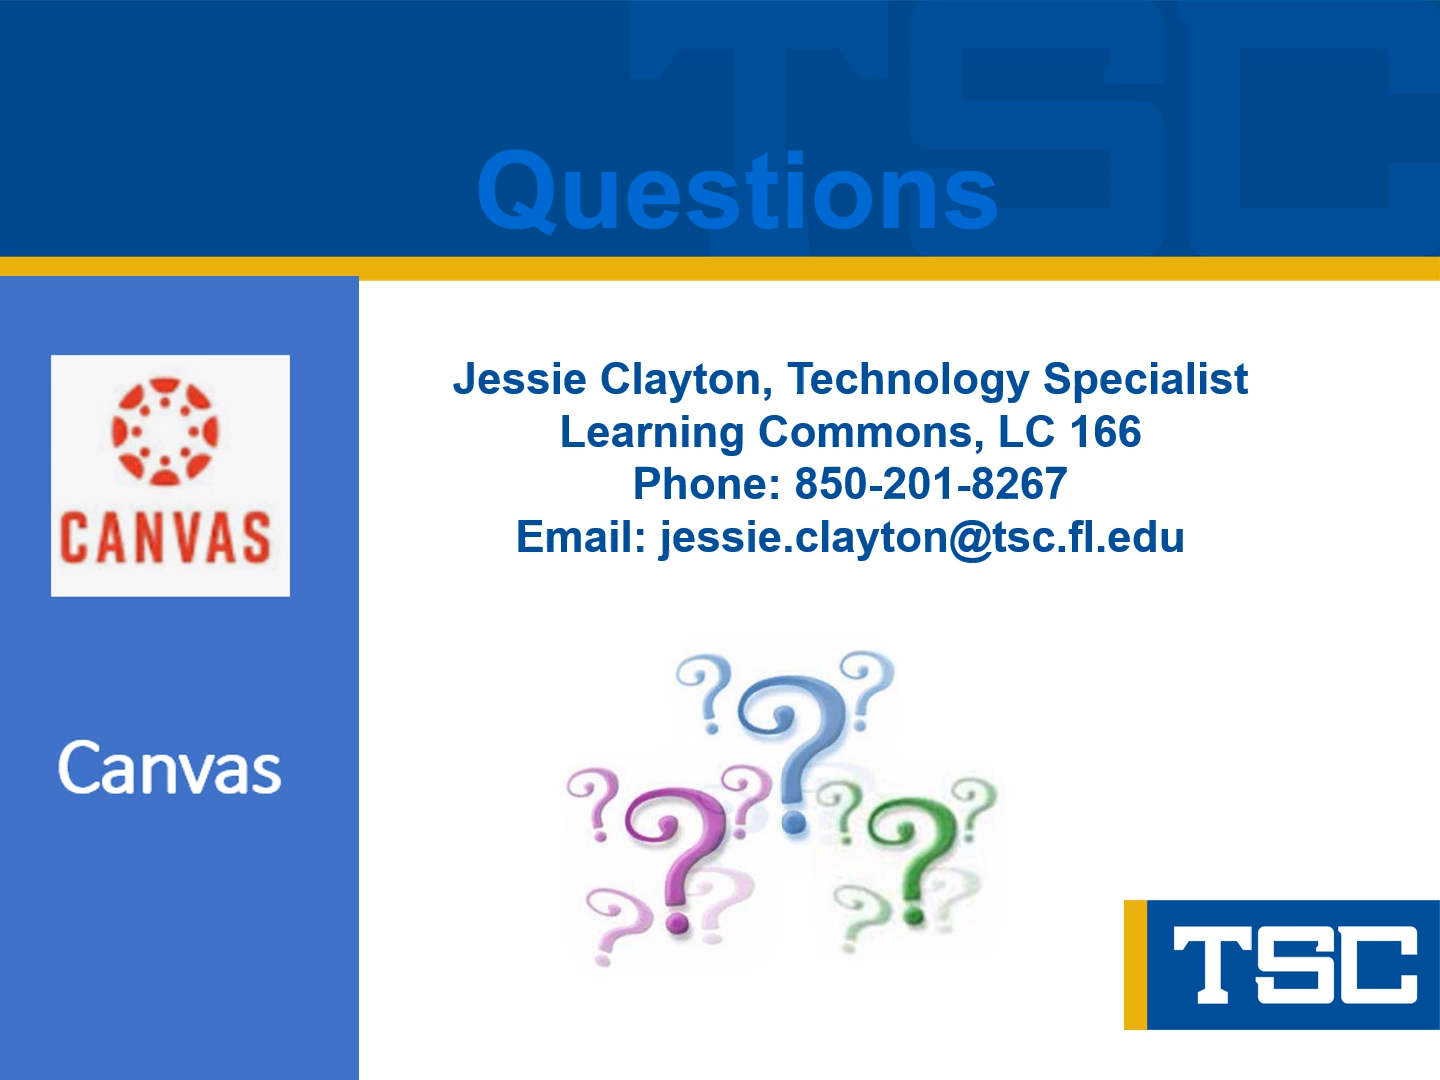 TSC
Questions
CANVAS
Canvas
Jessie Clayton, Technology Specialist
Learning Commons, LC 166
Phone: 850-201-8267
Email: jessie.clayton@tsc.fl.edu
TSC